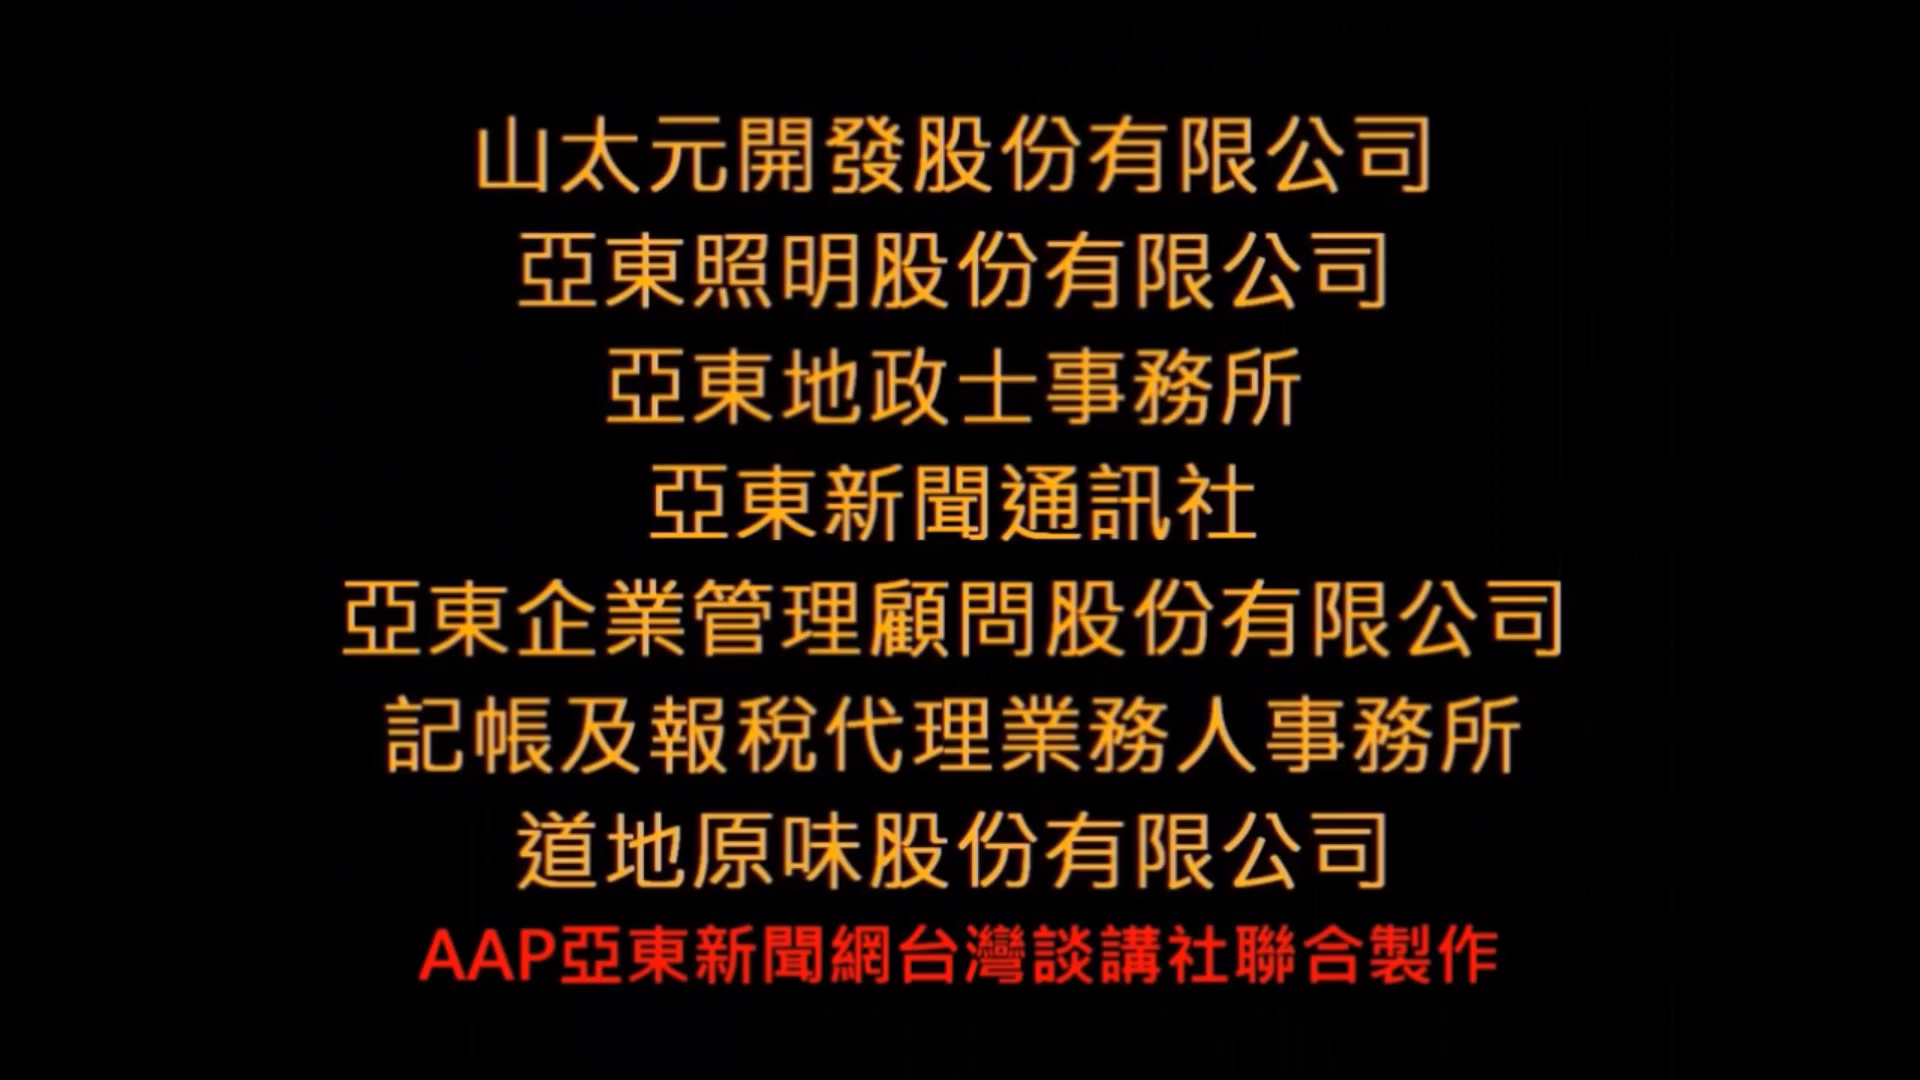 山太元開發股份有限公司
亞東照明股份有限公司
亞東地政士事務所
亞東新聞通訊社
亞東企業管理顧問股份有限公司
記帳及報稅代理業務人事務所
道地原味股份有限公司
AAP亞東新聞網台灣談講社聯合製作